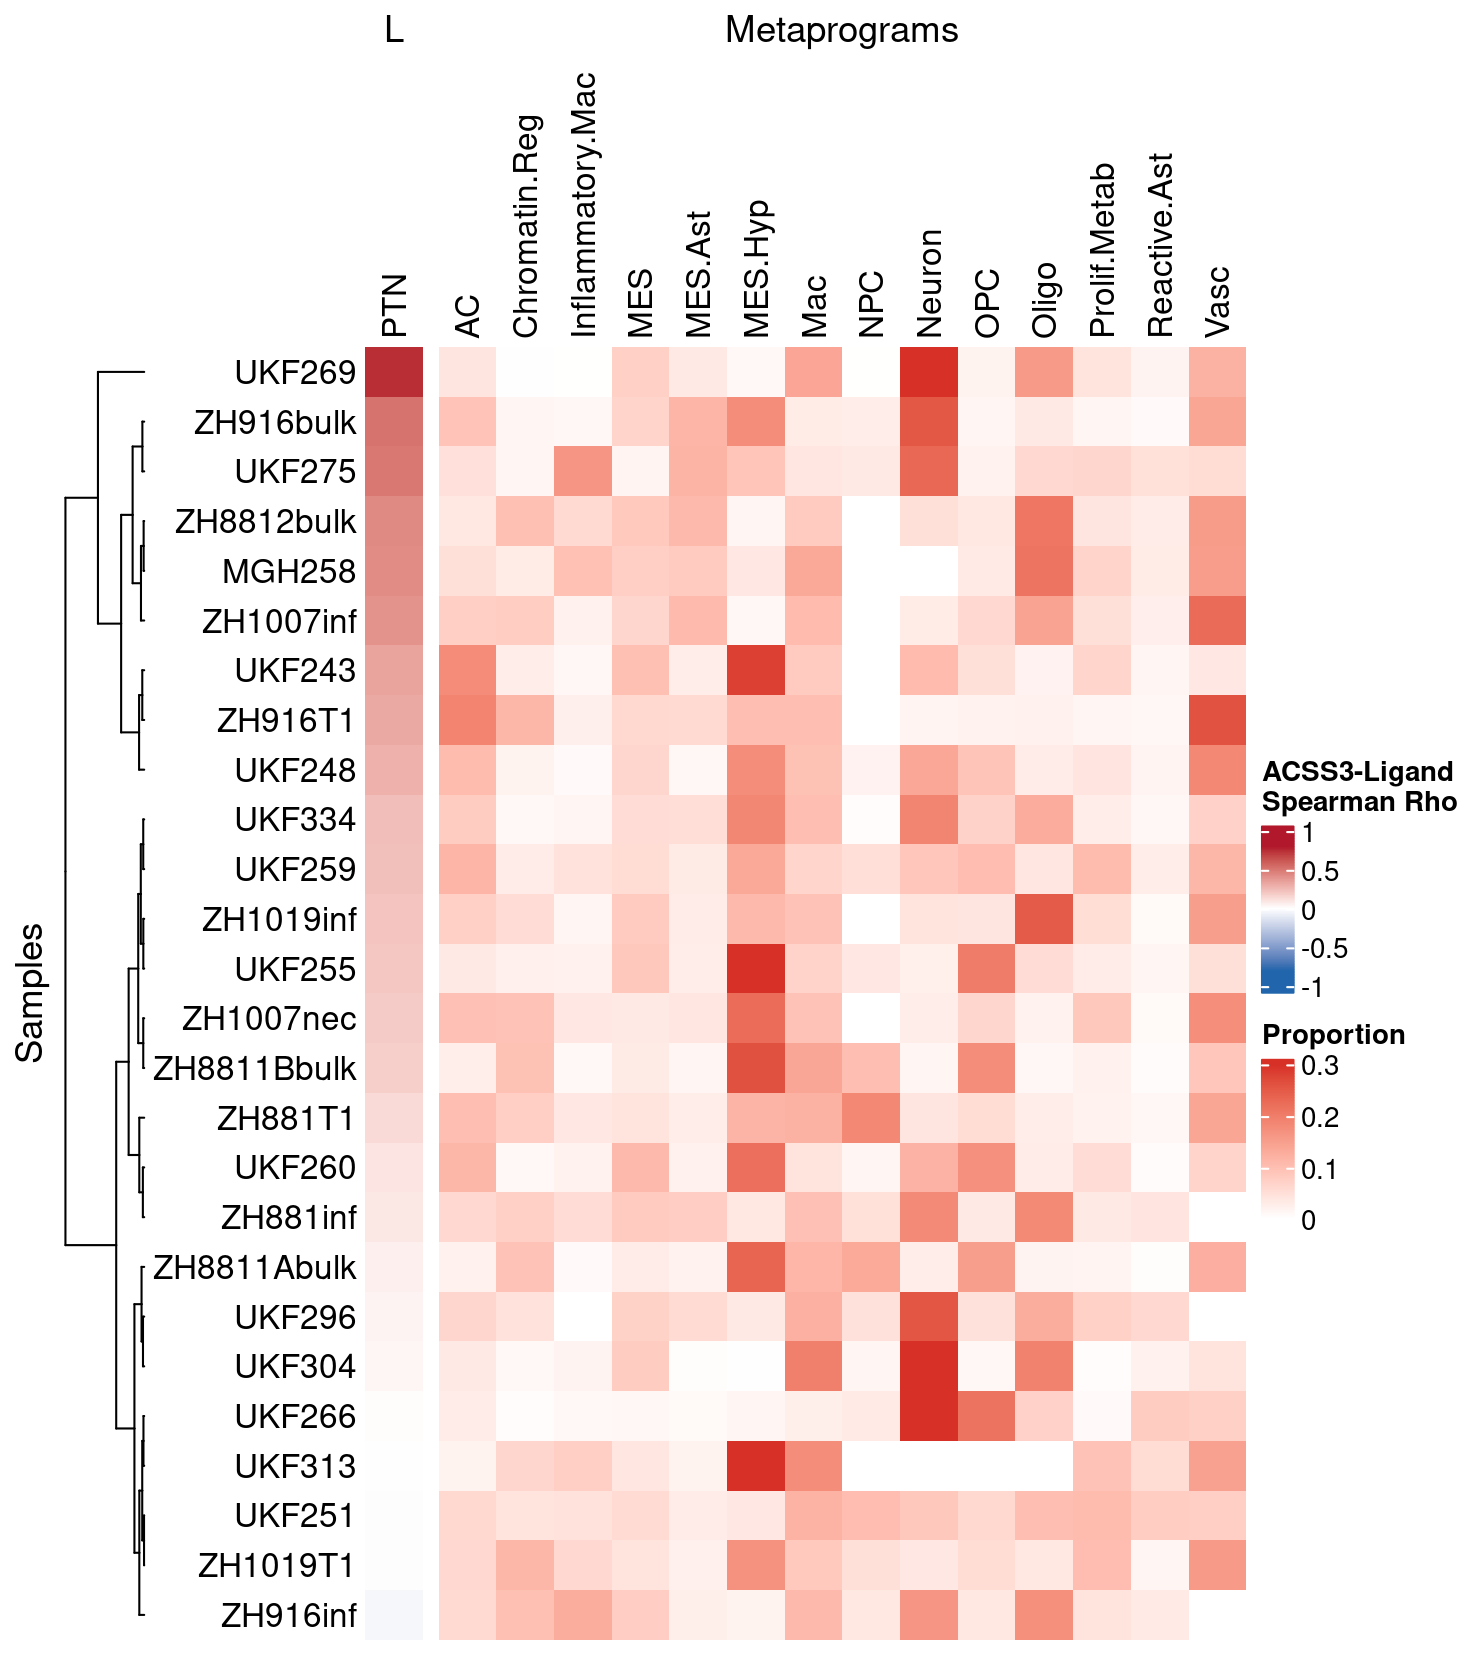 L
Metaprograms
PTN
AC
Chromatin.Reg
Inflammatory.Mac
MES
MES.Ast
MES.Hyp
Mac
NPC
Neuron
OPC
Oligo
Prolif.Metab
Reactive.Ast
Vasc
Samples
UKF269
ZH916bulk
UKF275
ZH8812bulk
MGH258
ZH1007inf
UKF243
ZH916T1
UKF248
UKF334
UKF259
ZH1019inf
UKF255
ZH1007nec
ZH8811Bbulk
ZH881T1
UKF260
ZH881inf
ZH8811Abulk
UKF296
UKF304
UKF266
UKF313
UKF251
ZH1019T1
ZH916inf
ACSS3-Ligand
Spearman Rho
1
0.5
0
-0.5
-1
Proportion
0.3
0.2
0.1
0